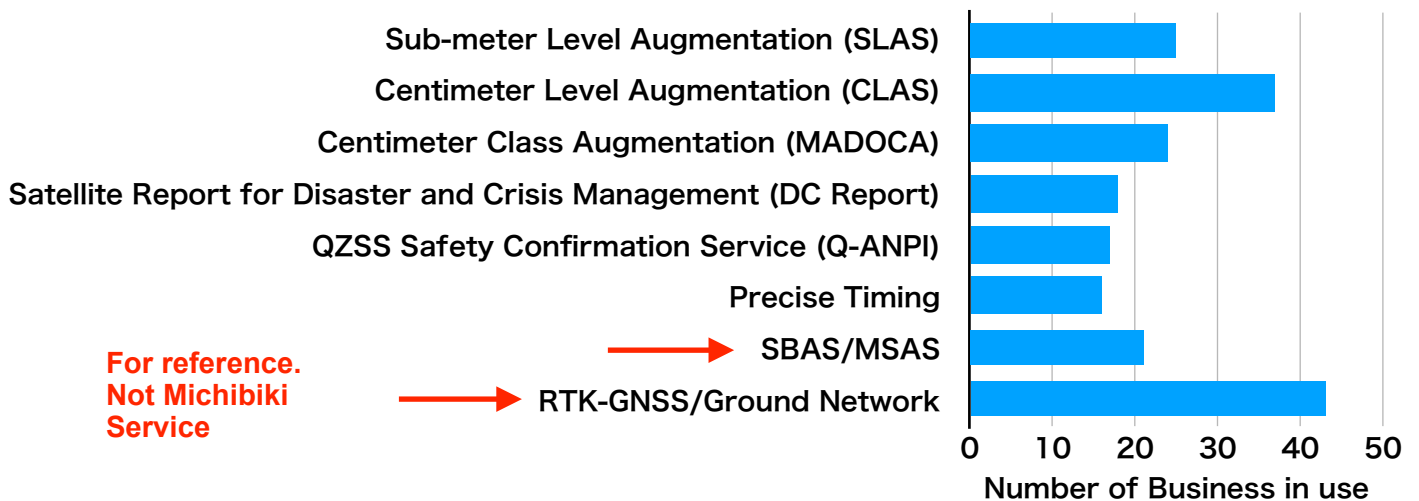 Sub-meter Level Augmentation (SLAS)
Centimeter Level Augmentation (CLAS)
Centimeter Class Augmentation (MADOCA)
Satellite Report for Disaster and Crisis Management (DC Report)
QZSS Safety Confirmation Service (Q-ANPI)
Precise Timing
SBAS/MSAS
RTK-GNSS/Ground Network
For reference.
Not Michibiki
Service
0 10 20 30 40 50
Number of Business in use